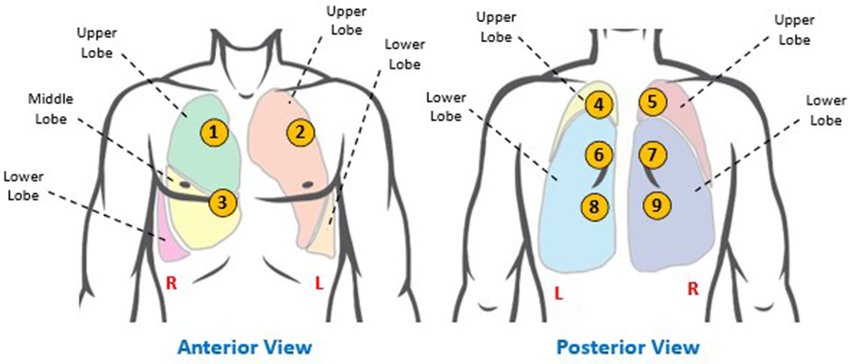 Upper
Lobe
Middle
Lobe
Lower
Lobe
Upper
Lobe
Lower
Lobe
1
2
3
R
L
Anterior View
Upper
Lobe
Lower
Lobe
Upper
Lobe
Lower
Lobe
4
5
6
7
8
9
L
R
Posterior View